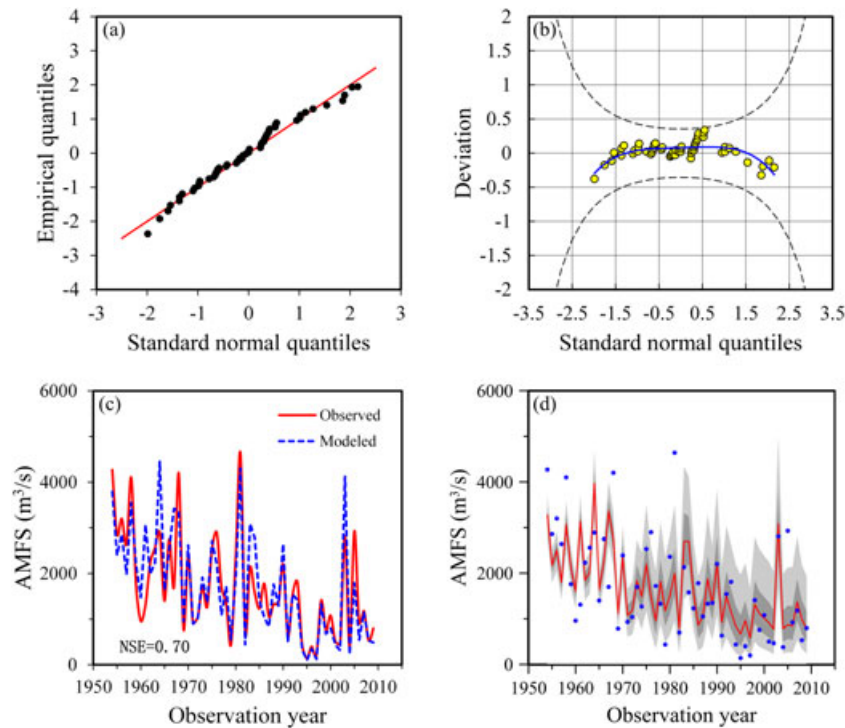 (a)
Empirical quantiles
4
3
2
1
0
-1
-2
-3
-4
-3 -2 -1 0 1 2 3
Standard normal quantiles
(b)
Deviation
2
1.5
1
0.5
0
-0.5
-1
-1.5
-2
-3.5 -2.5 -1.5 -0.5 0.5 1.5 2.5 3.5
Standard normal quantiles
(c)
AMFS (m³/s)
6000
4000
2000
0
Observed
Modeled
NSE=0.70
1950 1960 1970 1980 1990 2000 2010
Observation year
(d)
AMFS (m³/s)
6000
4000
2000
0
1950 1960 1970 1980 1990 2000 2010
Observation year